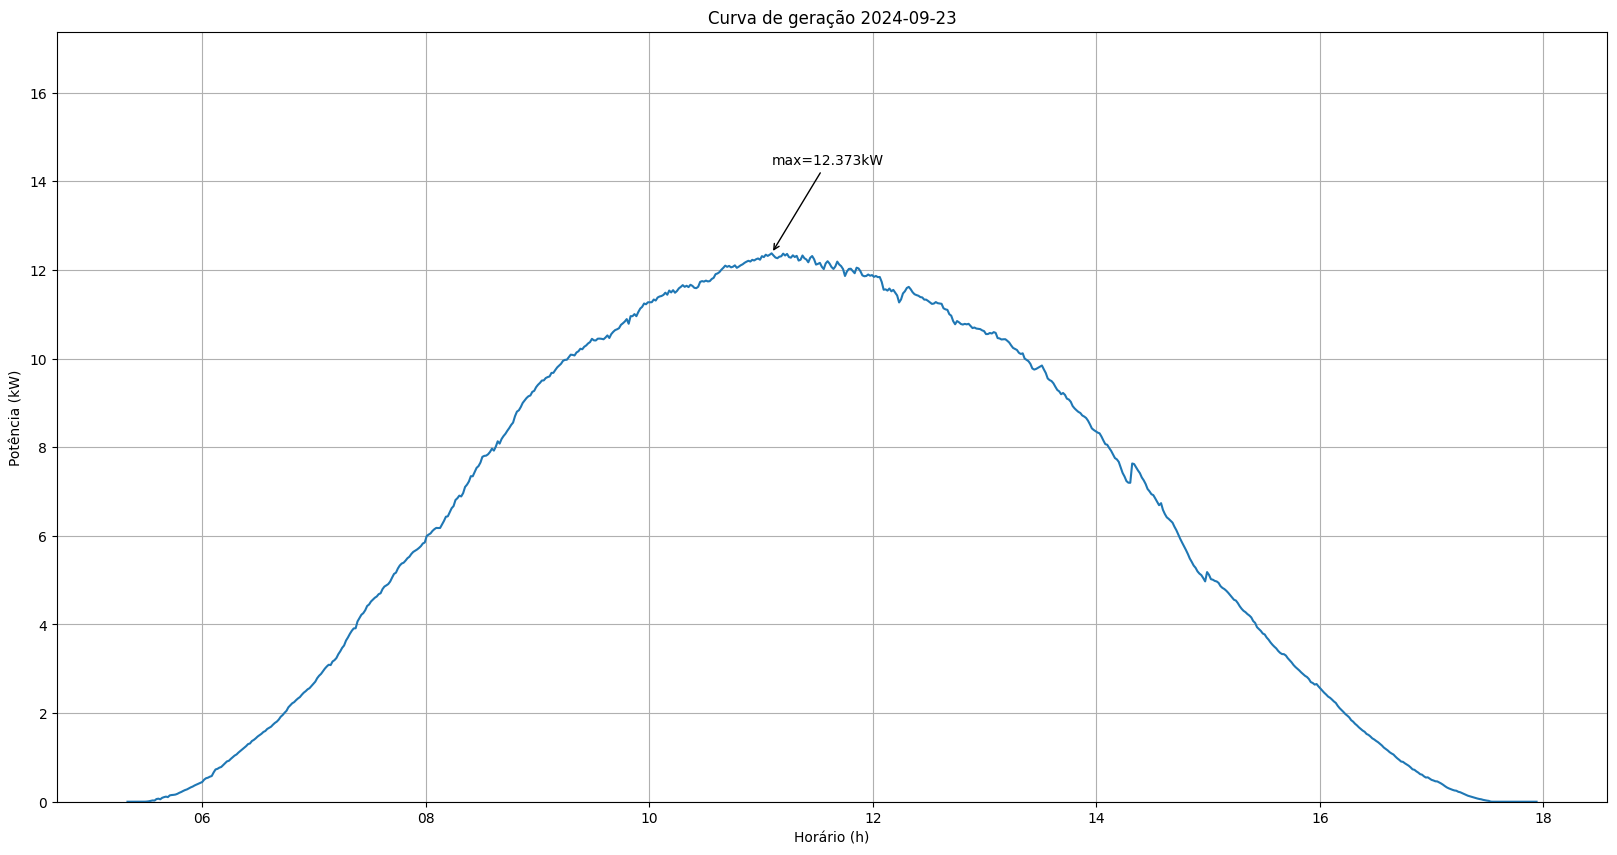 Curva de geração 2024-09-23
16
max=12.373kW
14
12
10
8
6
4
2
0
Potência (kW)
06 08 10 12 14 16 18
Horário (h)